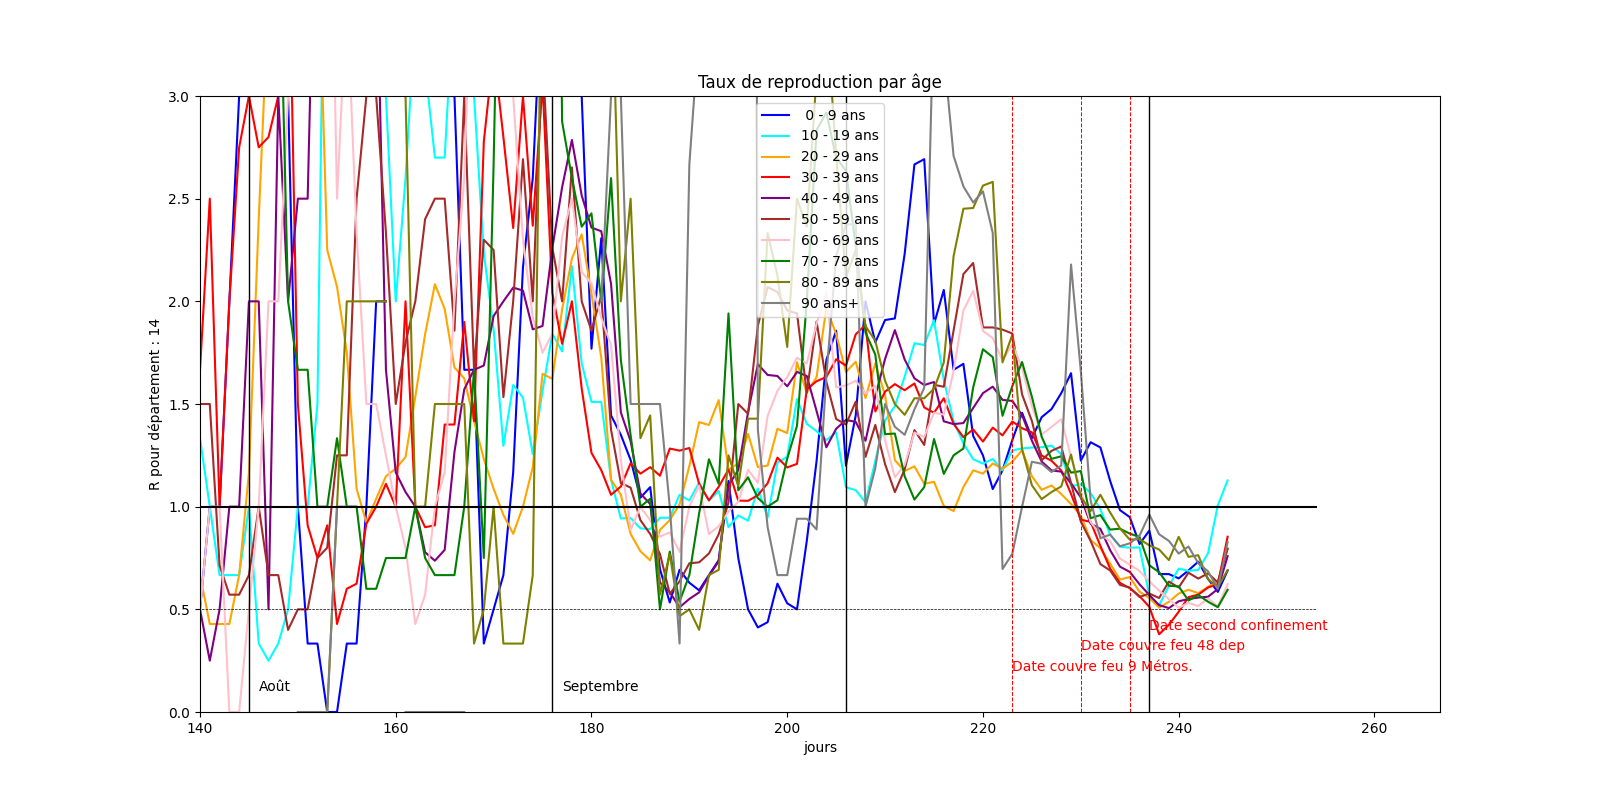 Taux de reproduction par âge
R pour département : 14
3.0
2.5
2.0
1.5
1.0
0.5
0.0
0 - 9 ans
10 - 19 ans
20 - 29 ans
30 - 39 ans
40 - 49 ans
50 - 59 ans
60 - 69 ans
70 - 79 ans
80 - 89 ans
90 ans+
Date second confinement
Date couvre feu 48 dep
Date couvre feu 9 Métros.
Août
Septembre
140
160
180
200
220
240
260
jours